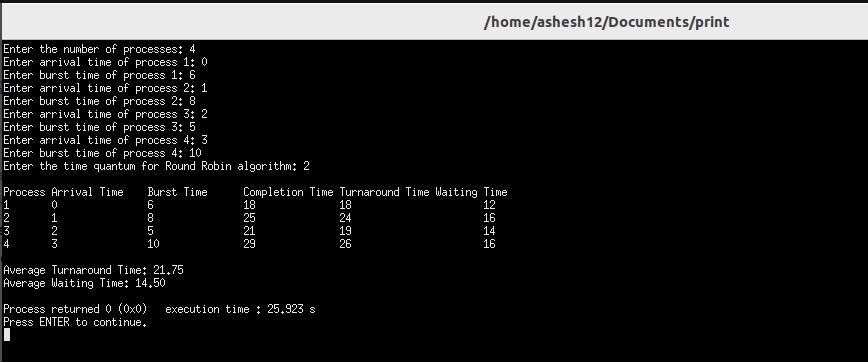 /home/ashesh12/Documents/print
Enter the number of processes: 4
Enter arrival time of process 1: 0
Enter burst time of process 1: 6
Enter arrival time of process 2: 1
Enter burst time of process 2: 8
Enter arrival time of process 3: 2
Enter burst time of process 3: 5
Enter arrival time of process 4: 3
Enter burst time of process 4: 10
Enter the time quantum for Round Robin algorithm: 2
Process Arrival Time    Burst Time      Completion Time Turnaround Time Waiting Time
1       0               6               18              18              12
2       1               8               25              24              16
3       2               5               21              19              14
4       3               10              29              26              16
Average Turnaround Time: 21.75
Average Waiting Time: 14.50
Process returned 0 (0x0)   execution time : 25.923 s
Press ENTER to continue.